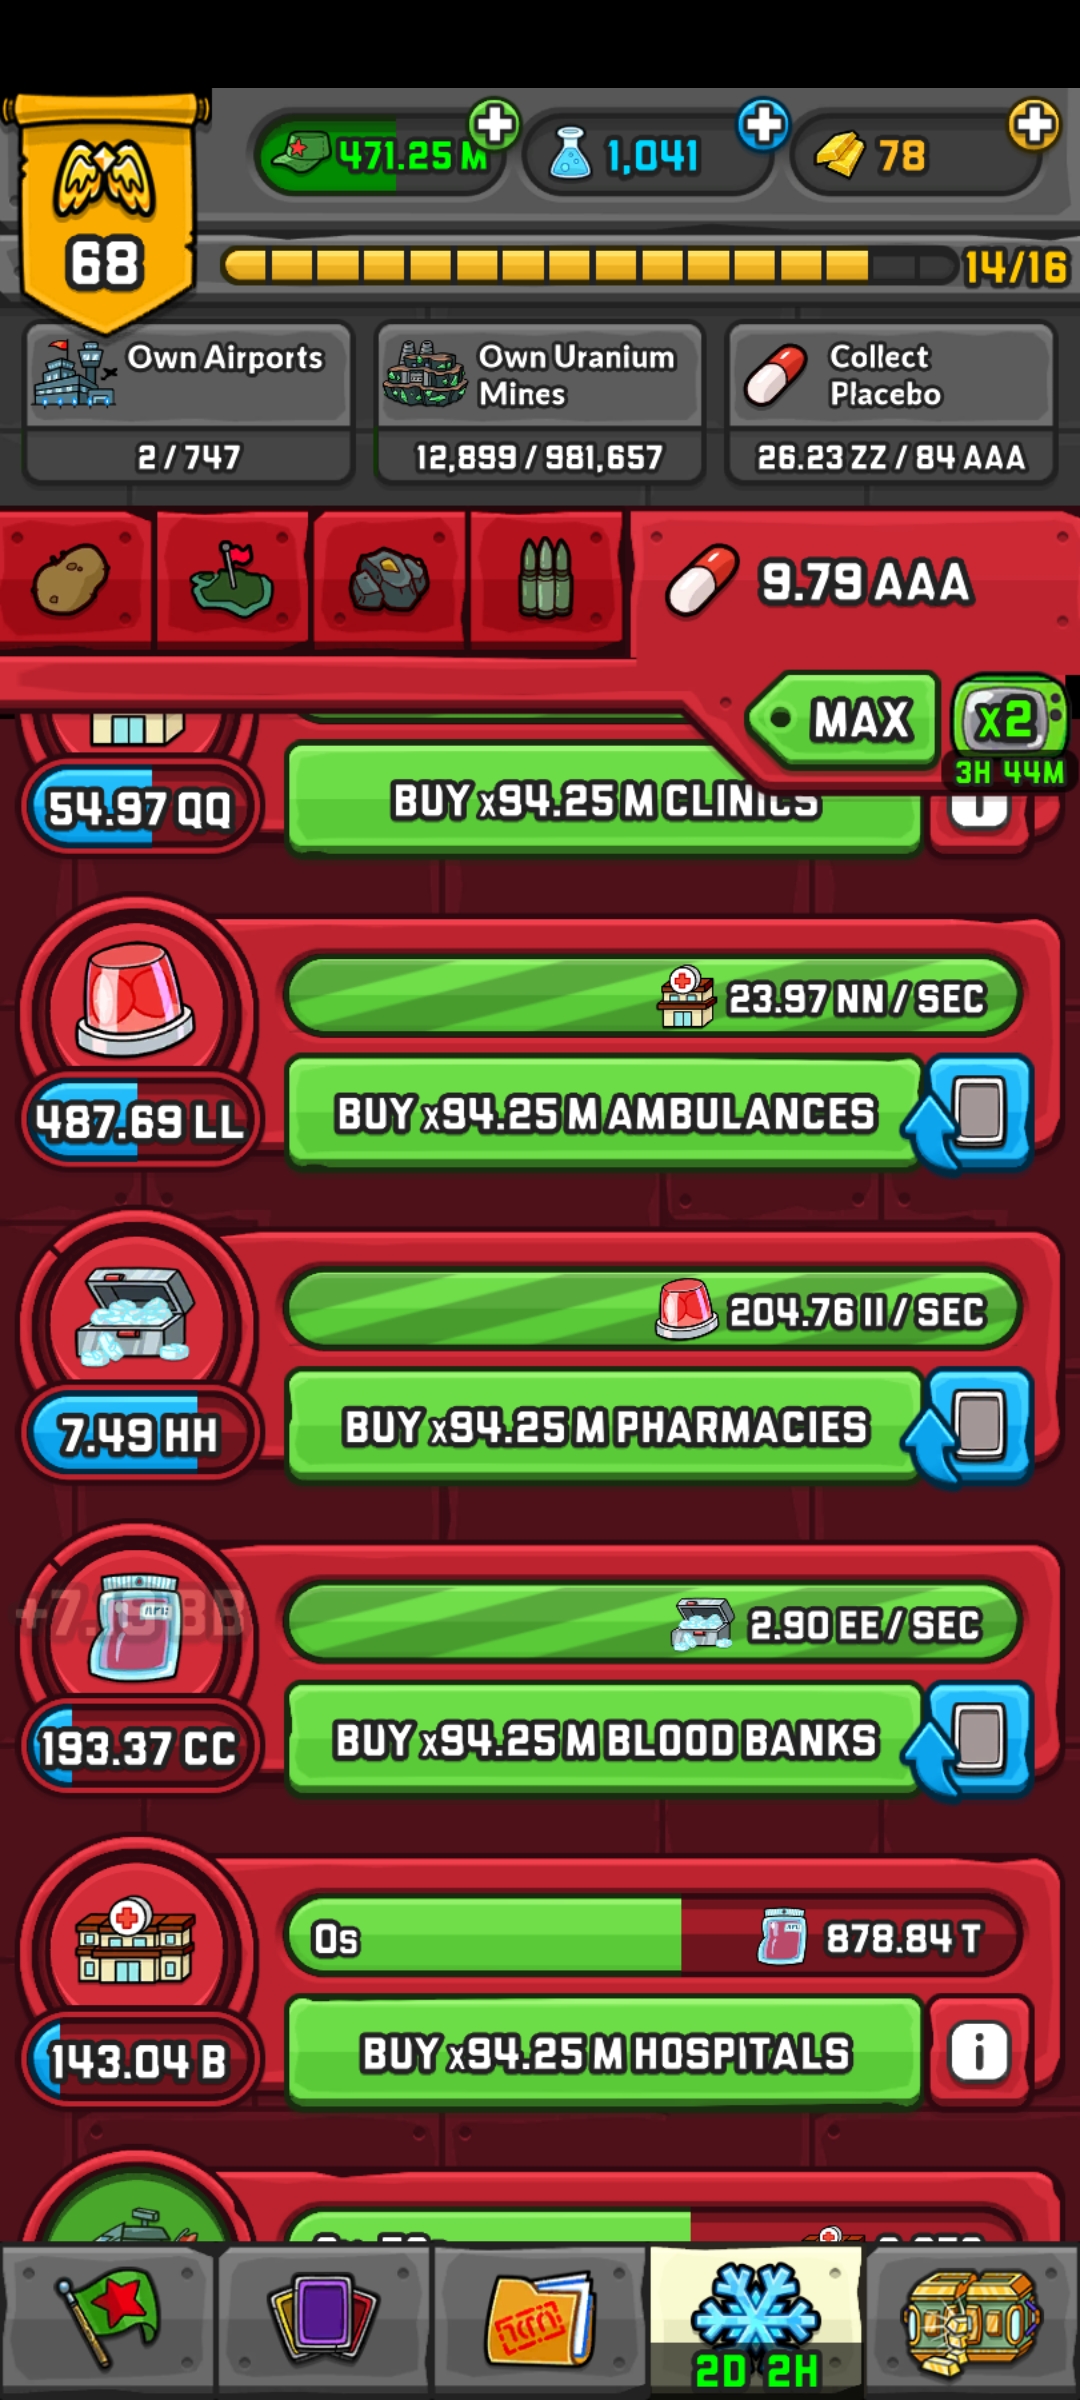 471.25 M
1,041
78
68
14/16
Own Airports
2 / 747
Own Uranium
Mines
12,899 / 981,657
Collect
Placebo
26.23 ZZ / 84 AAA
9.79 AAA
MAX
x2
3H 44M
54.97 QQ
BUY x94.25 M CLINICS
23.97 NN / SEC
487.69 LL
BUY x94.25 M AMBULANCES
204.76 II / SEC
7.49 HH
BUY x94.25 M PHARMACIES
2.90 EE / SEC
193.37 CC
BUY x94.25 M BLOOD BANKS
0s
878.84 T
143.04 B
BUY x94.25 M HOSPITALS
i
2D 2H